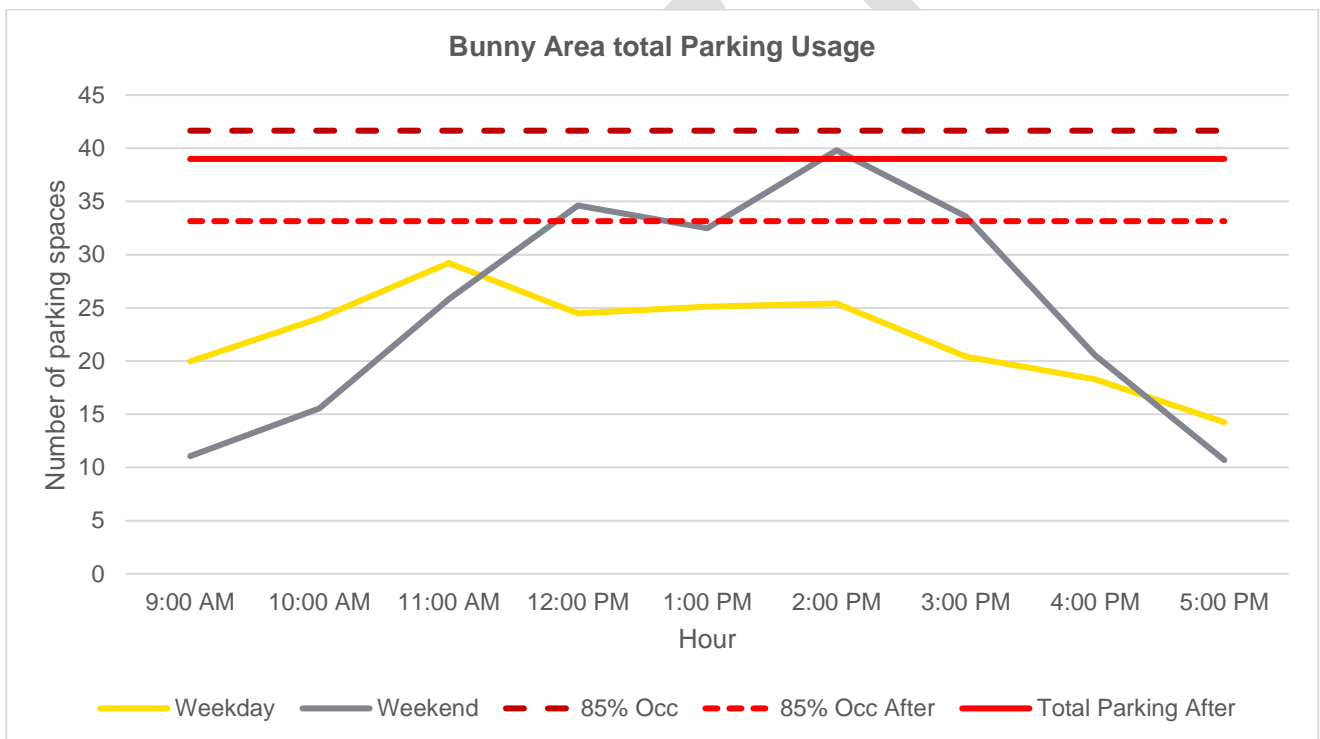 Bunny Area total Parking Usage
45
40
35
30
25
20
15
10
5
0
Number of parking spaces
9:00 AM 10:00 AM 11:00 AM 12:00 PM 1:00 PM 2:00 PM 3:00 PM 4:00 PM 5:00 PM
Hour
Weekday Weekend 85% Occ 85% Occ After Total Parking After